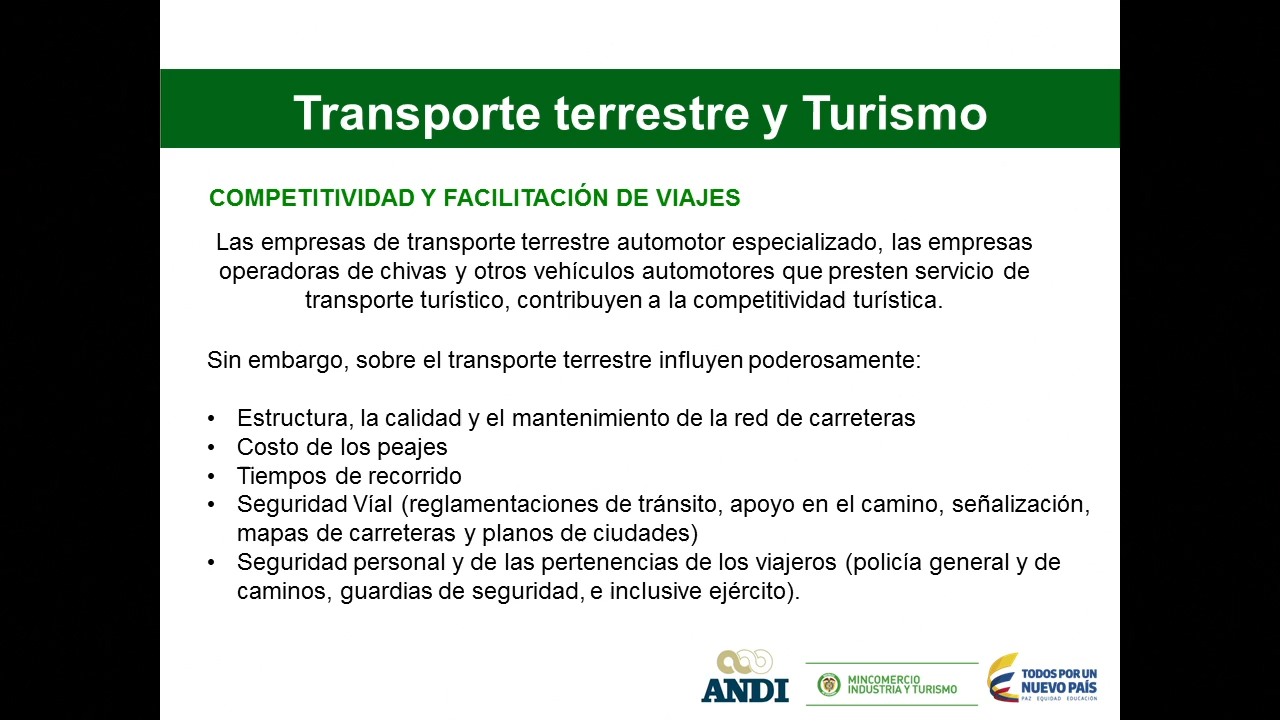 Transporte terrestre y Turismo
COMPETITIVIDAD Y FACILITACIÓN DE VIAJES
Las empresas de transporte terrestre automotor especializado, las empresas
operadoras de chivas y otros vehículos automotores que presten servicio de
transporte turístico, contribuyen a la competitividad turística.
Sin embargo, sobre el transporte terrestre influyen poderosamente:
• Estructura, la calidad y el mantenimiento de la red de carreteras
• Costo de los peajes
• Tiempos de recorrido
• Seguridad Víal (reglamentaciones de tránsito, apoyo en el camino, señalización,
mapas de carreteras y planos de ciudades)
• Seguridad personal y de las pertenencias de los viajeros (policía general y de
caminos, guardias de seguridad, e inclusive ejército).
ANDI
MINCOMERCIO
INDUSTRIA Y TURISMO
TODOS POR UN
NUEVO PAÍS
PAZ EQUIDAD EDUCACIÓN